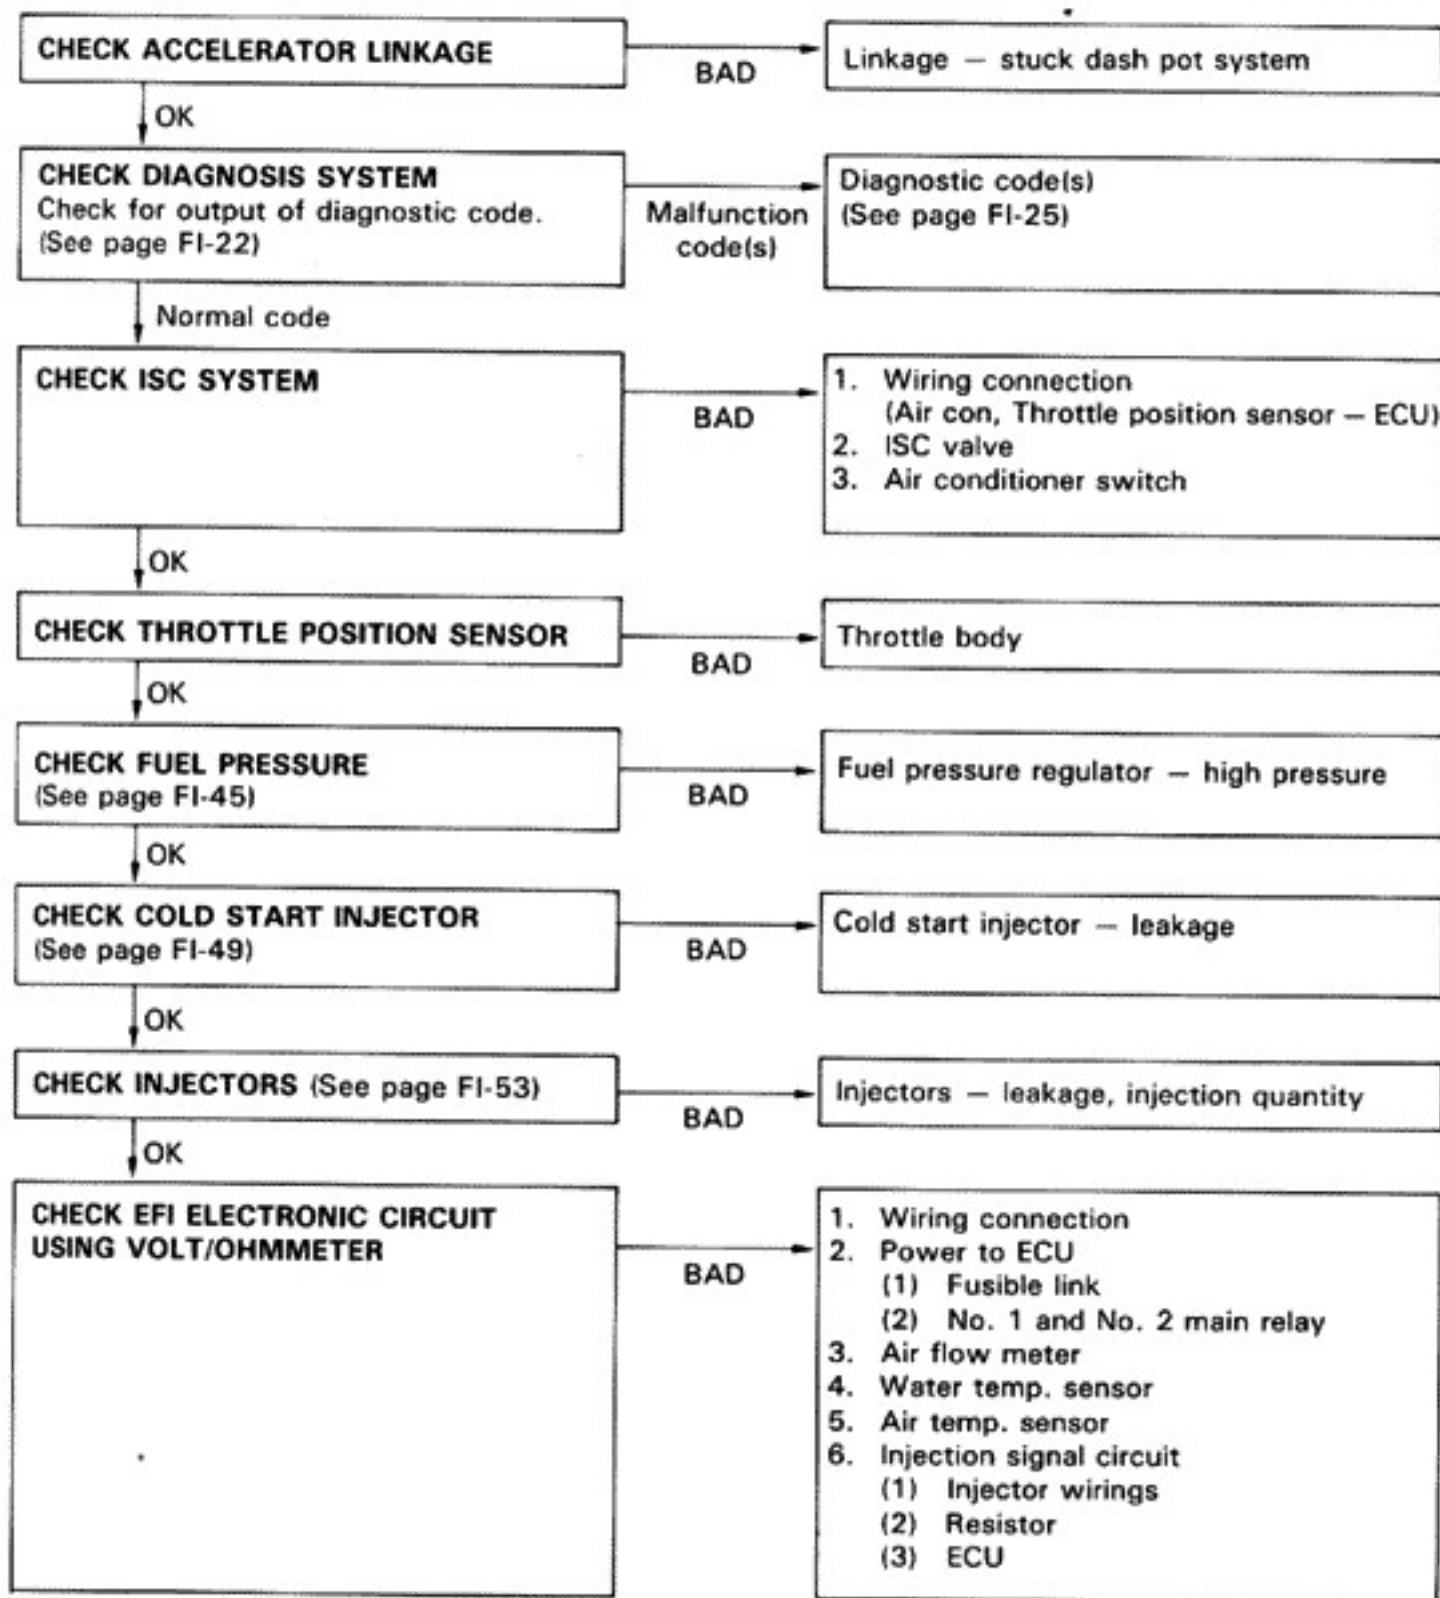 CHECK ACCELERATOR LINKAGE
BAD
Linkage — stuck dash pot system
OK
CHECK DIAGNOSIS SYSTEM
Check for output of diagnostic code.
(See page FI-22)
Malfunction
code(s)
Diagnostic code(s)
(See page FI-25)
Normal code
CHECK ISC SYSTEM
BAD
1. Wiring connection
(Air con, Throttle position sensor — ECU)
2. ISC valve
3. Air conditioner switch
OK
CHECK THROTTLE POSITION SENSOR
BAD
Throttle body
OK
CHECK FUEL PRESSURE
(See page FI-45)
BAD
Fuel pressure regulator — high pressure
OK
CHECK COLD START INJECTOR
(See page FI-49)
BAD
Cold start injector — leakage
OK
CHECK INJECTORS (See page FI-53)
BAD
Injectors — leakage, injection quantity
OK
CHECK EFI ELECTRONIC CIRCUIT
USING VOLT/OHMMETER
BAD
1. Wiring connection
2. Power to ECU
(1) Fusible link
(2) No. 1 and No. 2 main relay
3. Air flow meter
4. Water temp. sensor
5. Air temp. sensor
6. Injection signal circuit
(1) Injector wirings
(2) Resistor
(3) ECU